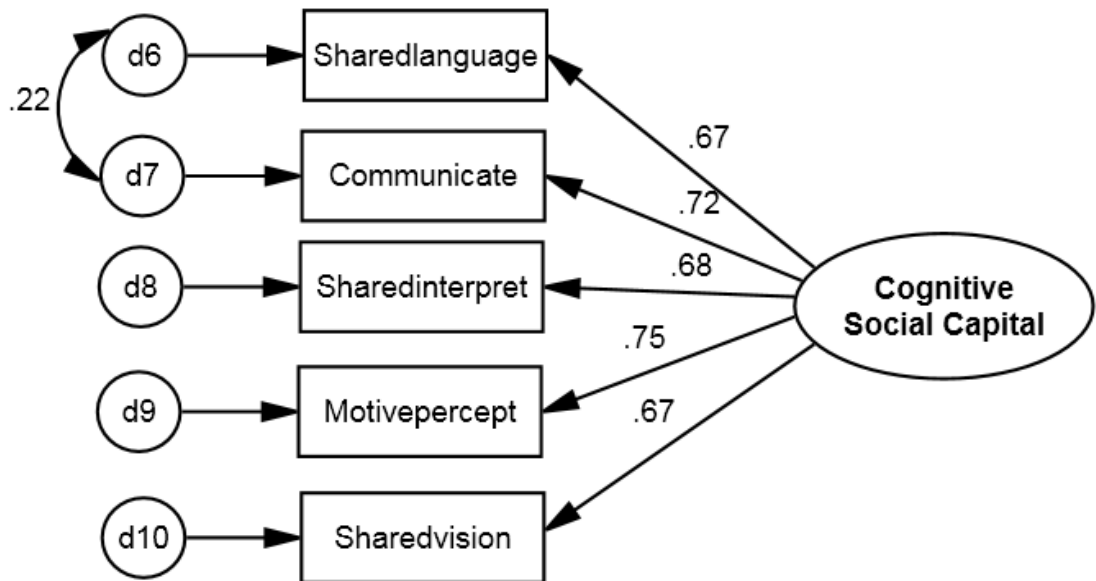 d6
Sharedlanguage
.22
.67
d7
Communicate
.72
d8
Sharedinterpret
.68
Cognitive
Social Capital
.75
d9
Motivepercept
.67
d10
Sharedvision